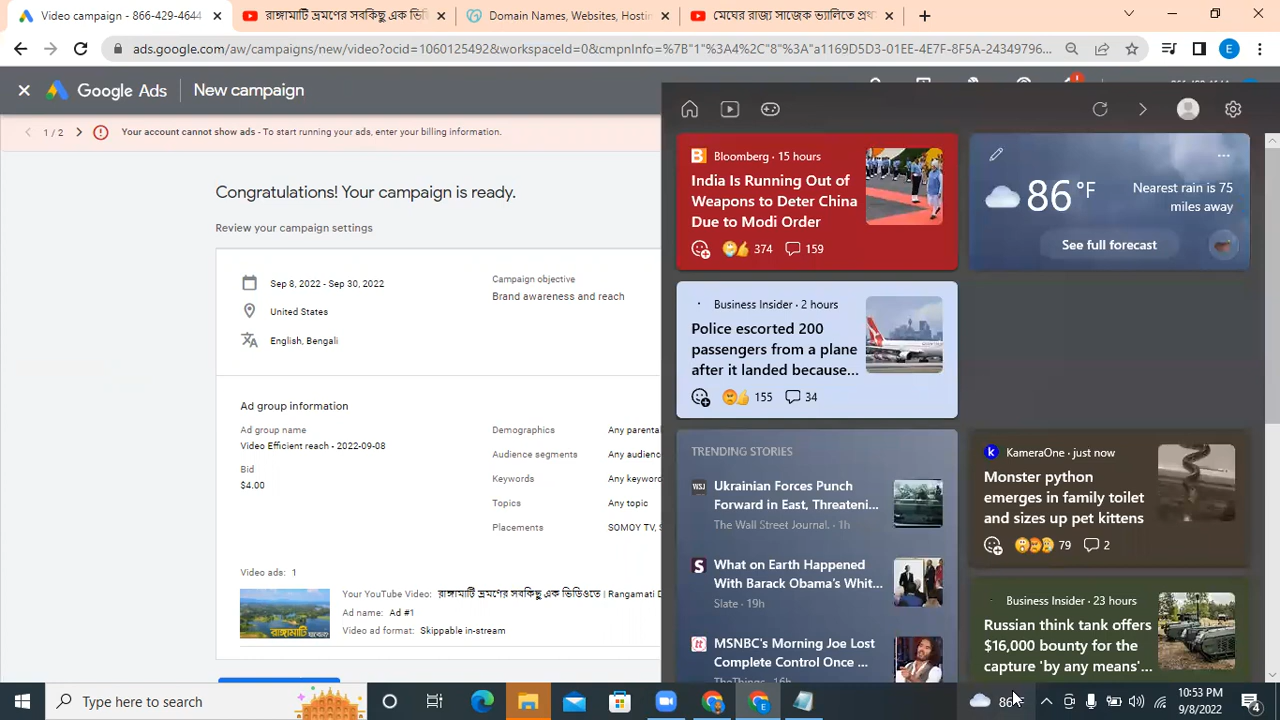 Video campaign - 866-429-4644
রাঙ্গামাটি ভ্রমণের সবকিছু এক ভিডি
Domain Names, Websites, Hostin
মেঘের রাজ্য সাজেক ভ্যালিতে প্রথ
ads.google.com/aw/campaigns/new/video?ocid=1060125492&workspaceId=0&cmpnInfo=%7B"1"%3A4%2C"8"%3A"a1169D5D3-01EE-4E7F-8F5A-24349796...
E
Google Ads
New campaign
1 / 2
Your account cannot show ads - To start running your ads, enter your billing information.
Congratulations! Your campaign is ready.
Review your campaign settings
Sep 8, 2022 - Sep 30, 2022
United States
English, Bengali
Campaign objective
Brand awareness and reach
Ad group information
Ad group name
Video Efficient reach - 2022-09-08
Bid
$4.00
Demographics
Any parenta
Audience segments
Any audienc
Keywords
Any keywor
Topics
Any topic
Placements
SOMOY TV, S
Video ads: 1
Your YouTube Video: রাঙ্গামাটি ভ্রমণের সবকিছু এক ভিডিওতে | Rangamati D
Ad name: Ad #1
Video ad format: Skippable in-stream
রাঙ্গামাটি
Bloomberg · 15 hours
India Is Running Out of
Weapons to Deter China
Due to Modi Order
374
159
86 °F
Nearest rain is 75
miles away
See full forecast
Business Insider · 2 hours
Police escorted 200
passengers from a plane
after it landed because...
155
34
TRENDING STORIES
WSJ
Ukrainian Forces Punch
Forward in East, Threateni...
The Wall Street Journal. · 1h
S
What on Earth Happened
With Barack Obama's Whit...
Slate · 19h
tt
MSNBC's Morning Joe Lost
Complete Control Once ...
TheThings · 16h
k
KameraOne · just now
Monster python
emerges in family toilet
and sizes up pet kittens
79
2
Business Insider · 23 hours
Russian think tank offers
$16,000 bounty for the
capture 'by any means'...
Type here to search
86
10:53 PM
9/8/2022
4